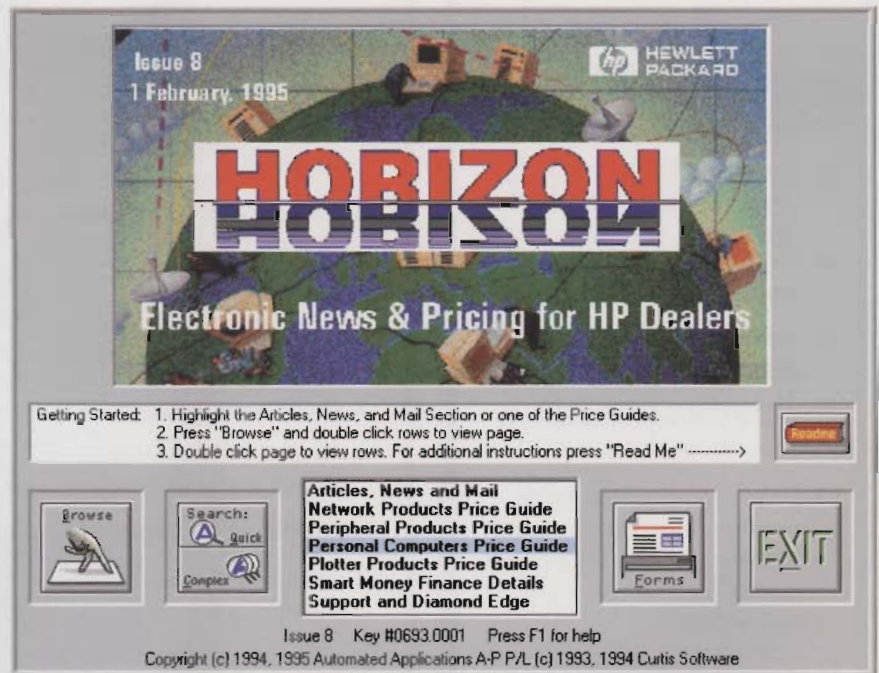 Issue 8
1 February, 1995
hp HEWLETT
PACKARD
HORIZON
Electronic News & Pricing for HP Dealers
Getting Started: 1. Highlight the Articles, News, and Mail Section or one of the Price Guides.
2. Press "Browse" and double click rows to view page.
3. Double click page to view rows. For additional instructions press "Read Me" ----------->
Readme
Browse
Search:
Quick
Complex
Articles, News and Mail
Network Products Price Guide
Peripheral Products Price Guide
Personal Computers Price Guide
Plotter Products Price Guide
Smart Money Finance Details
Support and Diamond Edge
Forms
EXIT
Issue 8 Key #0693.0001 Press F1 for help
Copyright (c) 1994, 1995 Automated Applications A-P P/L (c) 1993, 1994 Curtis Software